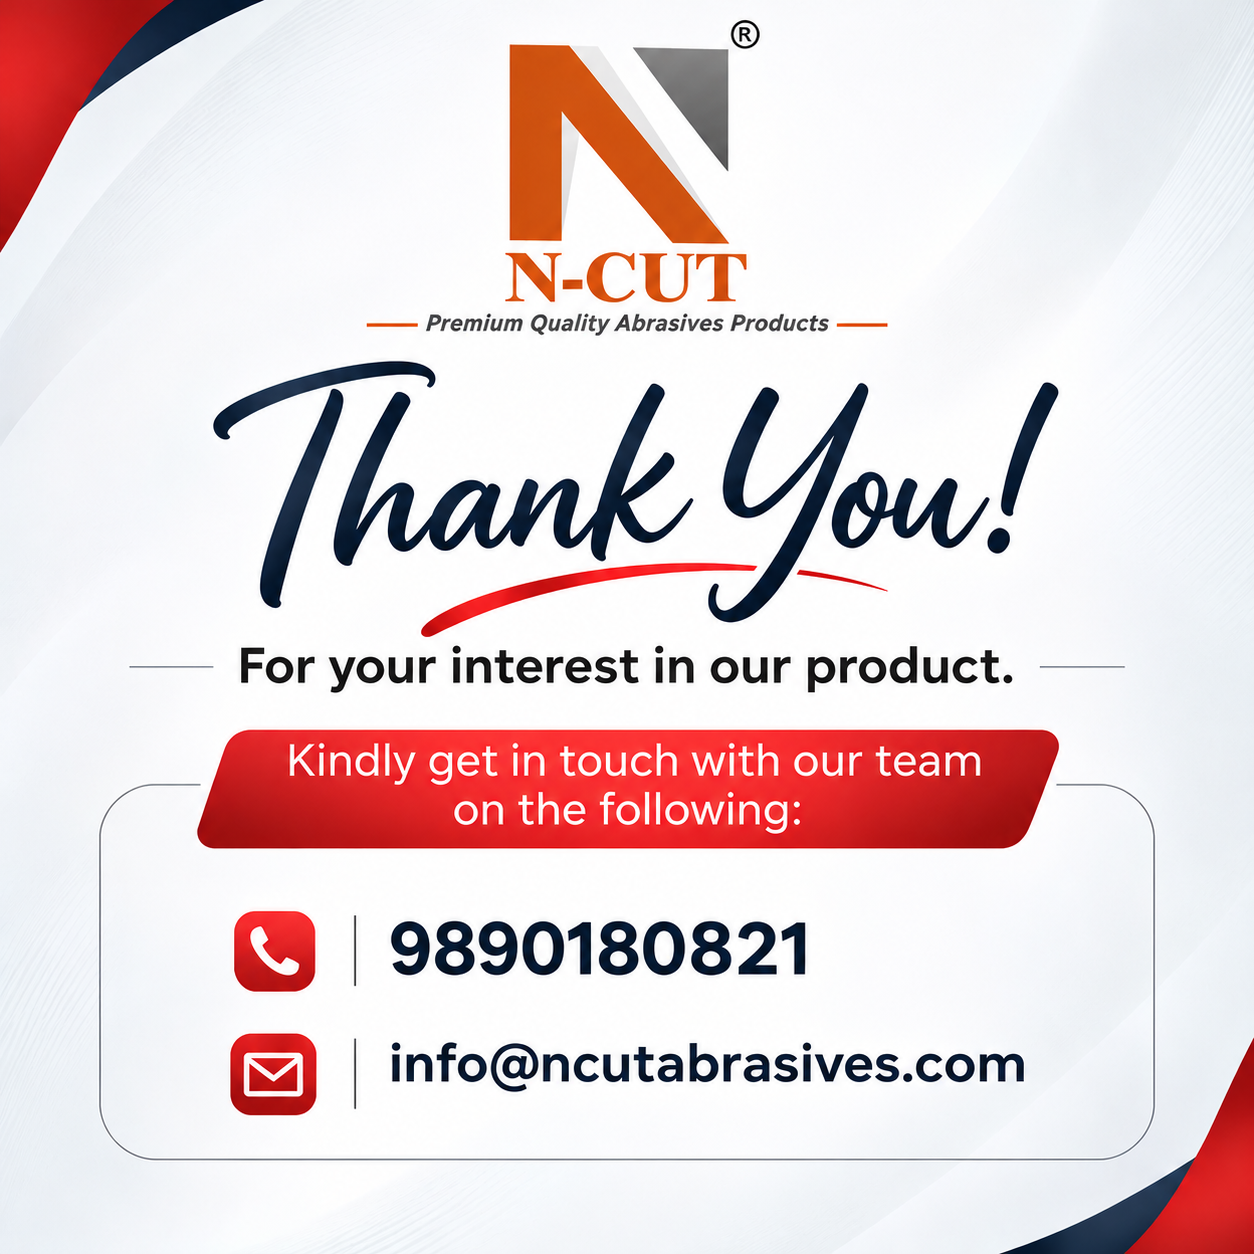 ®
N-CUT
Premium Quality Abrasives Products
Thank You!
For your interest in our product.
Kindly get in touch with our team
on the following:
9890180821
info@ncutabrasives.com